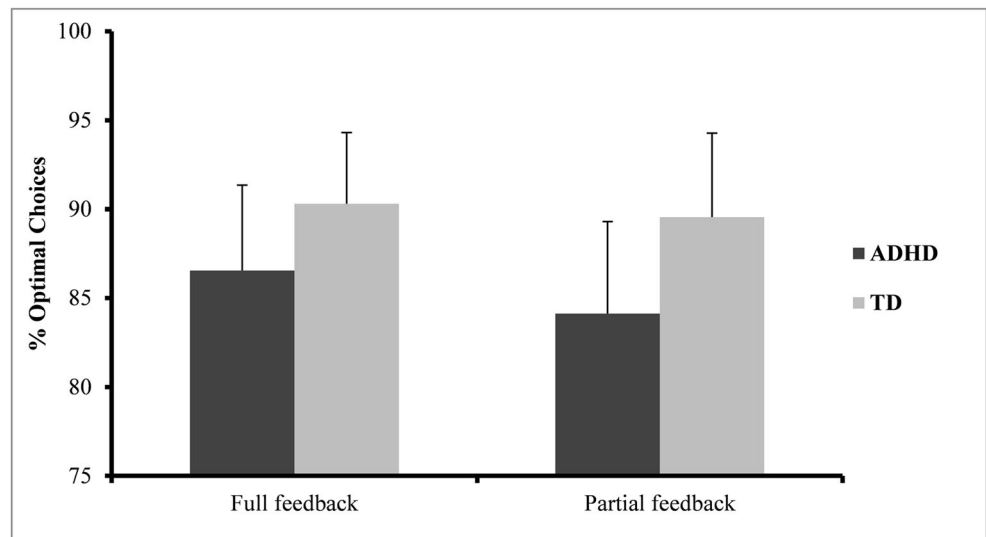 100
95
90
85
80
75
% Optimal Choices
Full feedback
Partial feedback
ADHD
TD